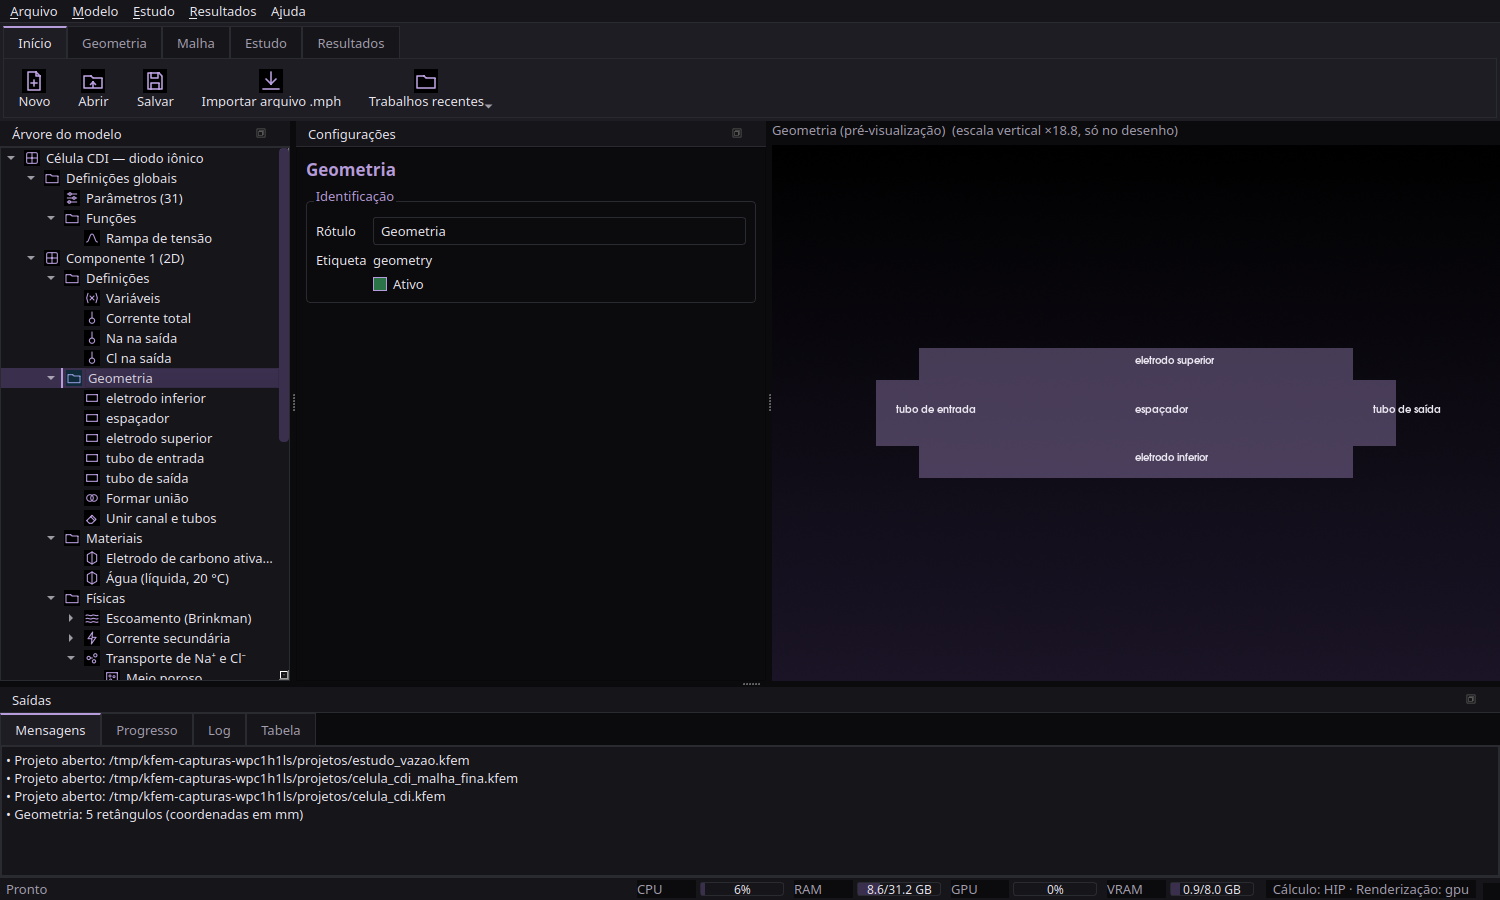 Arquivo Modelo Estudo Resultados Ajuda
Início Geometria Malha Estudo Resultados
Novo Abrir Salvar Importar arquivo .mph Trabalhos recentes
Árvore do modelo
Célula CDI — diodo iônico
Definições globais
Parâmetros (31)
Funções
Rampa de tensão
Componente 1 (2D)
Definições
Variáveis
Corrente total
Na na saída
Cl na saída
Geometria
eletrodo inferior
espaçador
eletrodo superior
tubo de entrada
tubo de saída
Formar união
Unir canal e tubos
Materiais
Eletrodo de carbono ativa...
Água (líquida, 20 °C)
Físicas
Escoamento (Brinkman)
Corrente secundária
Transporte de Na⁺ e Cl⁻
Meio poroso
Configurações
Geometria
Identificação
Rótulo Geometria
Etiqueta geometry
Ativo
Geometria (pré-visualização) (escala vertical ×18.8, só no desenho)
eletrodo superior
tubo de entrada espaçador tubo de saída
eletrodo inferior
Saídas
Mensagens Progresso Log Tabela
• Projeto aberto: /tmp/kfem-capturas-wpc1h1ls/projetos/estudo_vazao.kfem
• Projeto aberto: /tmp/kfem-capturas-wpc1h1ls/projetos/celula_cdi_malha_fina.kfem
• Projeto aberto: /tmp/kfem-capturas-wpc1h1ls/projetos/celula_cdi.kfem
• Geometria: 5 retângulos (coordenadas em mm)
Pronto CPU 6% RAM 8.6/31.2 GB GPU 0% VRAM 0.9/8.0 GB Cálculo: HIP · Renderização: gpu